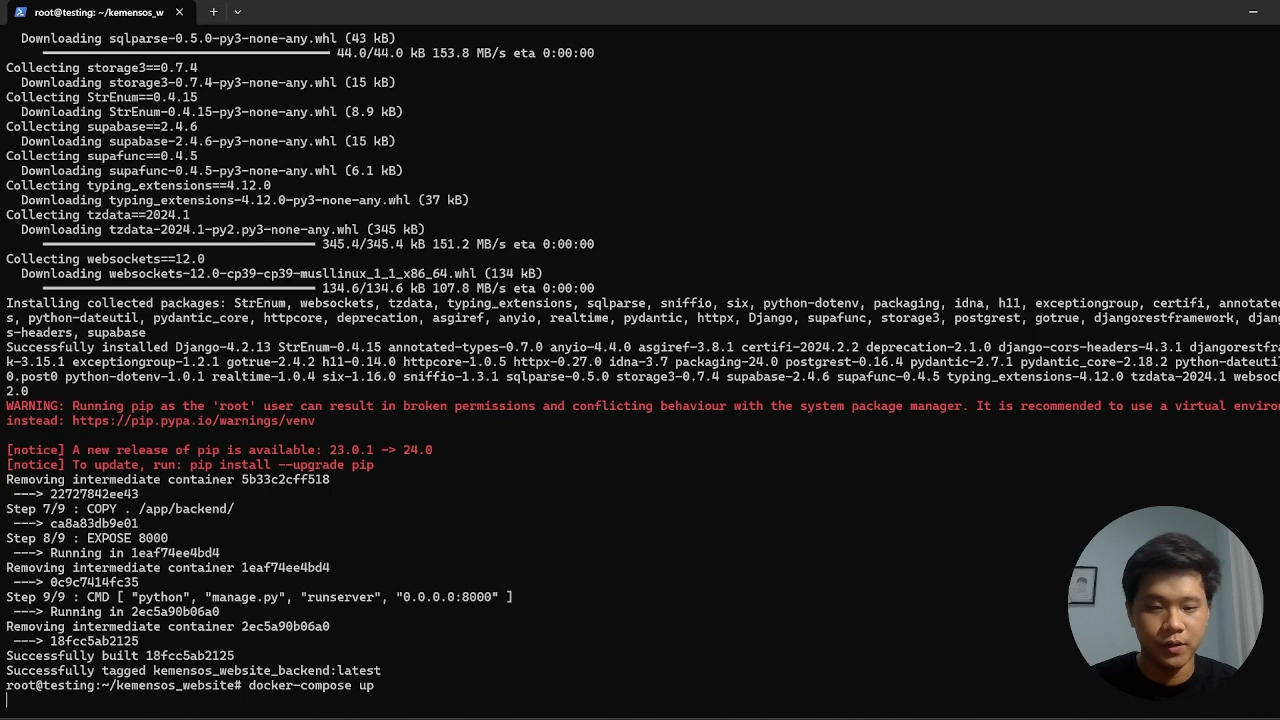 root@testing: ~/kemensos_w
Downloading sqlparse-0.5.0-py3-none-any.whl (43 kB)
44.0/44.0 kB 153.8 MB/s eta 0:00:00
Collecting storage3==0.7.4
Downloading storage3-0.7.4-py3-none-any.whl (15 kB)
Collecting StrEnum==0.4.15
Downloading StrEnum-0.4.15-py3-none-any.whl (8.9 kB)
Collecting supabase==2.4.6
Downloading supabase-2.4.6-py3-none-any.whl (15 kB)
Collecting supafunc==0.4.5
Downloading supafunc-0.4.5-py3-none-any.whl (6.1 kB)
Collecting typing_extensions==4.12.0
Downloading typing_extensions-4.12.0-py3-none-any.whl (37 kB)
Collecting tzdata==2024.1
Downloading tzdata-2024.1-py2.py3-none-any.whl (345 kB)
345.4/345.4 kB 151.2 MB/s eta 0:00:00
Collecting websockets==12.0
Downloading websockets-12.0-cp39-cp39-musllinux_1_1_x86_64.whl (134 kB)
134.6/134.6 kB 107.8 MB/s eta 0:00:00
Installing collected packages: StrEnum, websockets, tzdata, typing_extensions, sqlparse, sniffio, six, python-dotenv, packaging, idna, h11, exceptiongroup, certifi, annotate
s, python-dateutil, pydantic_core, httpcore, deprecation, asgiref, anyio, realtime, pydantic, httpx, Django, supafunc, storage3, postgrest, gotrue, djangorestframework, djang
s-headers, supabase
Successfully installed Django-4.2.13 StrEnum-0.4.15 annotated-types-0.7.0 anyio-4.4.0 asgiref-3.8.1 certifi-2024.2.2 deprecation-2.1.0 django-cors-headers-4.3.1 djangorestfra
k-3.15.1 exceptiongroup-1.2.1 gotrue-2.4.2 h11-0.14.0 httpcore-1.0.5 httpx-0.27.0 idna-3.7 packaging-24.0 postgrest-0.16.4 pydantic-2.7.1 pydantic_core-2.18.2 python-dateutil
0.post0 python-dotenv-1.0.1 realtime-1.0.4 six-1.16.0 sniffio-1.3.1 sqlparse-0.5.0 storage3-0.7.4 supabase-2.4.6 supafunc-0.4.5 typing_extensions-4.12.0 tzdata-2024.1 websock
2.0
WARNING: Running pip as the 'root' user can result in broken permissions and conflicting behaviour with the system package manager. It is recommended to use a virtual environ
instead: https://pip.pypa.io/warnings/venv
[notice] A new release of pip is available: 23.0.1 -> 24.0
[notice] To update, run: pip install --upgrade pip
Removing intermediate container 5b33c2cff518
---> 22727842ee43
Step 7/9 : COPY . /app/backend/
---> ca8a83db9e01
Step 8/9 : EXPOSE 8000
---> Running in 1eaf74ee4bd4
Removing intermediate container 1eaf74ee4bd4
---> 0c9c7414fc35
Step 9/9 : CMD [ "python", "manage.py", "runserver", "0.0.0.0:8000" ]
---> Running in 2ec5a90b06a0
Removing intermediate container 2ec5a90b06a0
---> 18fcc5ab2125
Successfully built 18fcc5ab2125
Successfully tagged kemensos_website_backend:latest
root@testing:~/kemensos_website# docker-compose up